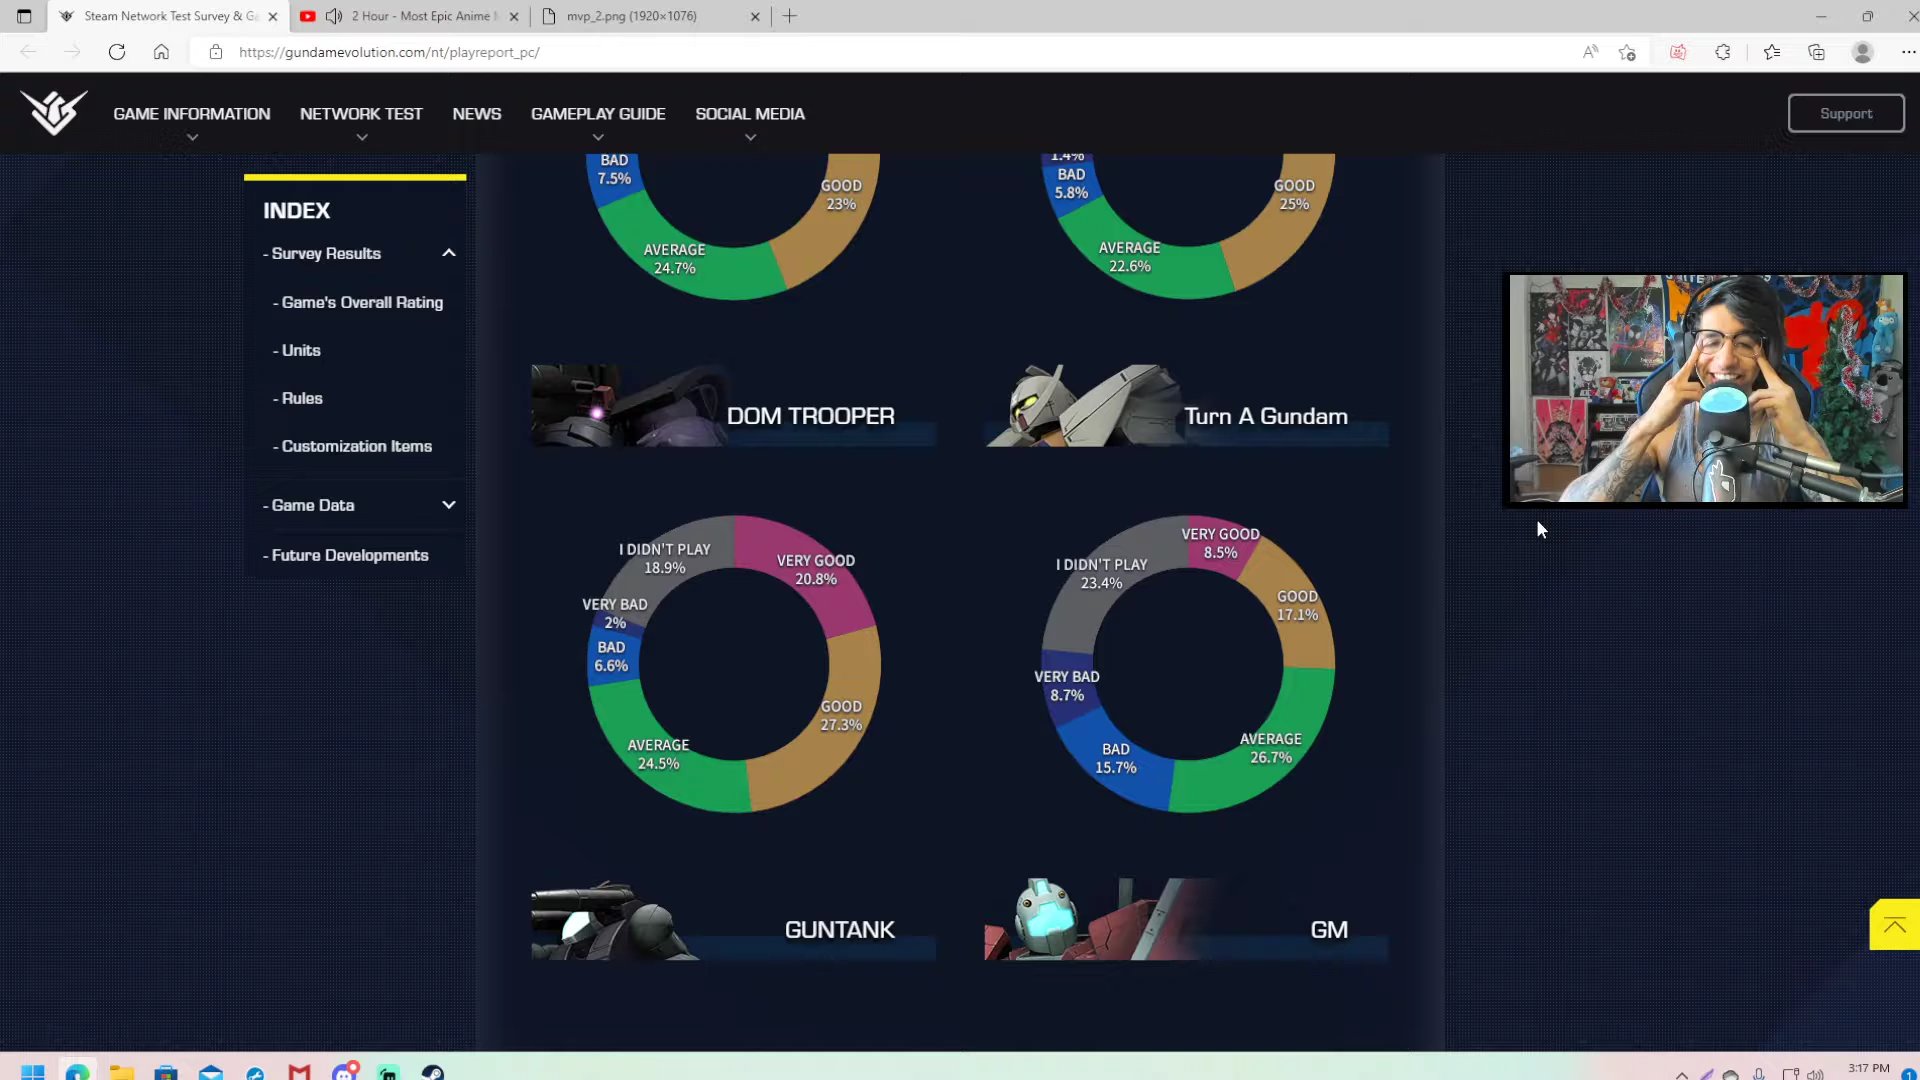 Steam Network Test Survey & Ga
2 Hour - Most Epic Anime
mvp_2.png (1920×1076)
https://gundamevolution.com/nt/playreport_pc/
GAME INFORMATION
NETWORK TEST
NEWS
GAMEPLAY GUIDE
SOCIAL MEDIA
Support
INDEX
- Survey Results
- Game's Overall Rating
- Units
- Rules
- Customization Items
- Game Data
- Future Developments
BAD
7.5%
GOOD
23%
AVERAGE
24.7%
1.4%
BAD
5.8%
GOOD
25%
AVERAGE
22.6%
DOM TROOPER
Turn A Gundam
I DIDN'T PLAY
18.9%
VERY GOOD
20.8%
VERY BAD
2%
BAD
6.6%
GOOD
27.3%
AVERAGE
24.5%
VERY GOOD
8.5%
I DIDN'T PLAY
23.4%
GOOD
17.1%
VERY BAD
8.7%
BAD
15.7%
AVERAGE
26.7%
GUNTANK
GM
3:17 PM
1